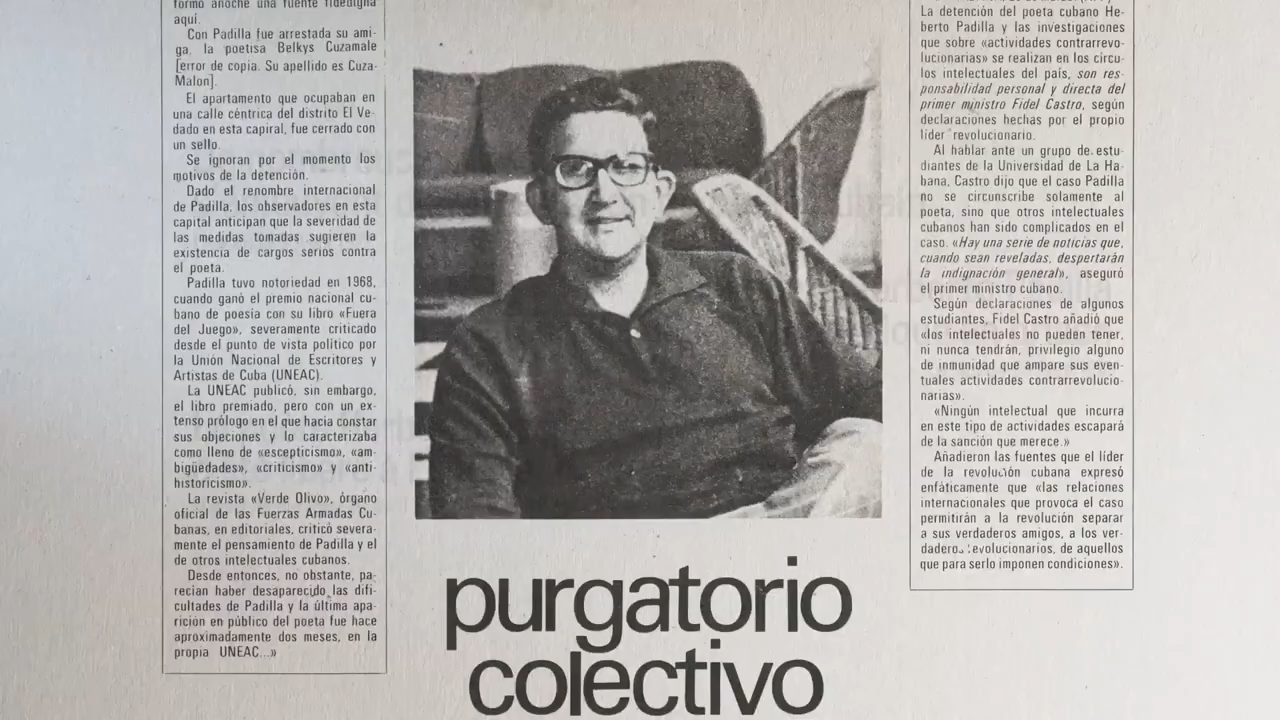 formó anoche una fuente fidedigna
aquí.
Con Padilla fue arrestada su ami-
ga, la poetisa Belkys Cuzamale
[error de copia. Su apellido es Cuza-
Malon].
El apartamento que ocupaban en
una calle céntrica del distrito El Ve-
dado en esta capiral, fue cerrado con
un sello.
Se ignoran por el momento los
motivos de la detención.
Dado el renombre internacional
de Padilla, los observadores en esta
capital anticipan que la severidad de
las medidas tomadas sugieren la
existencia de cargos serios contra
el poeta.
Padilla tuvo notoriedad en 1968,
cuando ganó el premio nacional cu-
bano de poesía con su libro «Fuera
del Juego», severamente criticado
desde el punto de vista político por
la Unión Nacional de Escritores y
Artistas de Cuba (UNEAC).
La UNEAC publicó, sin embargo,
el libro premiado, pero con un ex-
tenso prólogo en el que hacía constar
sus objeciones y lo caracterizaba
como lleno de «escepticismo», «am-
bigüedades», «criticismo» y «anti-
historicismo».
La revista «Verde Olivo», órgano
oficial de las Fuerzas Armadas Cu-
banas, en editoriales, criticó severa-
mente el pensamiento de Padilla y el
de otros intelectuales cubanos.
Desde entonces, no obstante, pa-
recían haber desaparecido las difi-
cultades de Padilla y la última apa-
rición en público del poeta fue hace
aproximadamente dos meses, en la
propia UNEAC...»
purgatorio
colectivo
La detención del poeta cubano He-
berto Padilla y las investigaciones
que sobre «actividades contrarrevo-
lucionarias» se realizan en los círcu-
los intelectuales del país, son res-
ponsabilidad personal y directa del
primer ministro Fidel Castro, según
declaraciones hechas por el propio
líder revolucionario.
Al hablar ante un grupo de estu-
diantes de la Universidad de La Ha-
bana, Castro dijo que el caso Padilla
no se circunscribe solamente al
poeta, sino que otros intelectuales
cubanos han sido complicados en el
caso. «Hay una serie de noticias que,
cuando sean reveladas, despertarán
la indignación general», aseguró
el primer ministro cubano.
Según declaraciones de algunos
estudiantes, Fidel Castro añadió que
«los intelectuales no pueden tener,
ni nunca tendrán, privilegio alguno
de inmunidad que ampare sus even-
tuales actividades contrarrevolucio-
narias».
«Ningún intelectual que incurra
en este tipo de actividades escapará
de la sanción que merece.»
Añadieron las fuentes que el líder
de la revolución cubana expresó
enfáticamente que «las relaciones
internacionales que provoca el caso
permitirán a la revolución separar
a sus verdaderos amigos, a los ver-
daderos revolucionarios, de aquellos
que para serlo imponen condiciones».